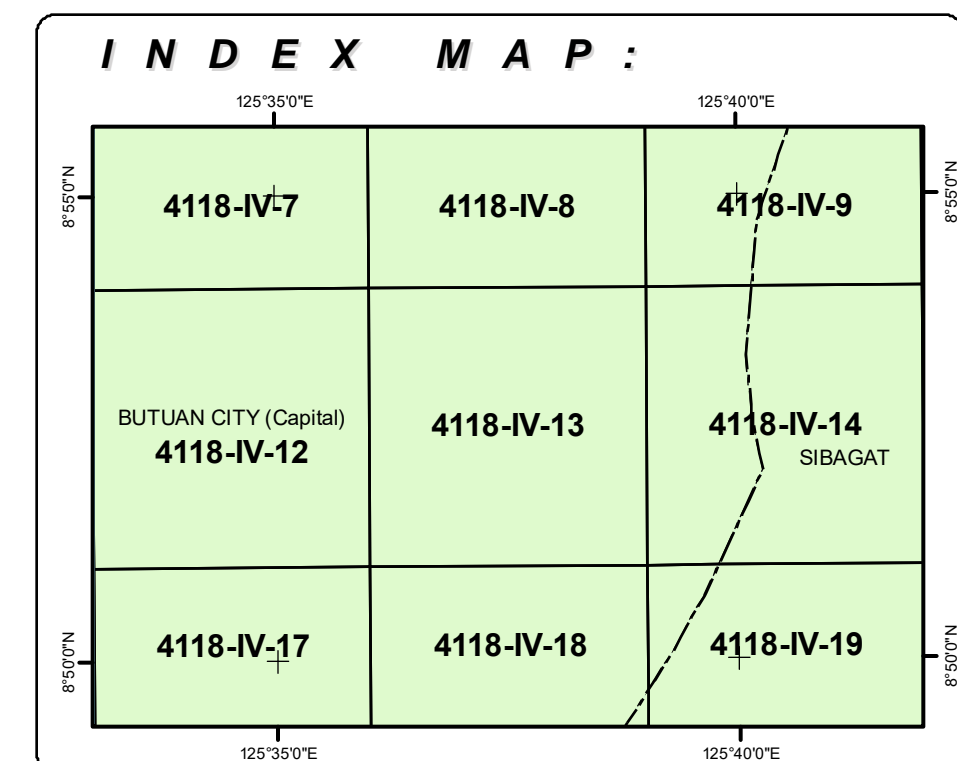 INDEX MAP:
125°35'0"E
125°40'0"E
8°55'0"N
8°55'0"N
4118-IV-7
4118-IV-8
4118-IV-9
BUTUAN CITY (Capital)
4118-IV-12
4118-IV-13
4118-IV-14
SIBAGAT
4118-IV-17
4118-IV-18
4118-IV-19
8°50'0"N
8°50'0"N
125°35'0"E
125°40'0"E